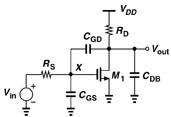 V_DD
R_D
C_GD
V_out
R_S
X
M_1
V_in
C_GS
C_DB